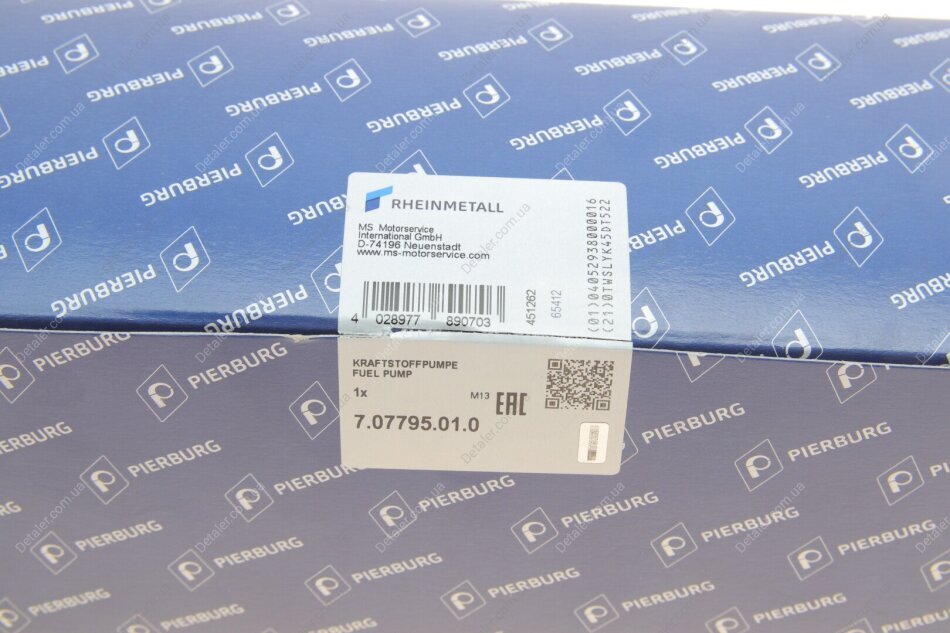 RHEINMETALL
MS Motorservice
International GmbH
D-74196 Neuenstadt
www.ms-motorservice.com
4 028977 890703
451262
65412
(01)04052938000016
(21)0TWSLYK45DT522
KRAFTSTOFFPUMPE
FUEL PUMP
1x
M13
EAC
7.07795.01.0
PIERBURG
Detaler.com.ua